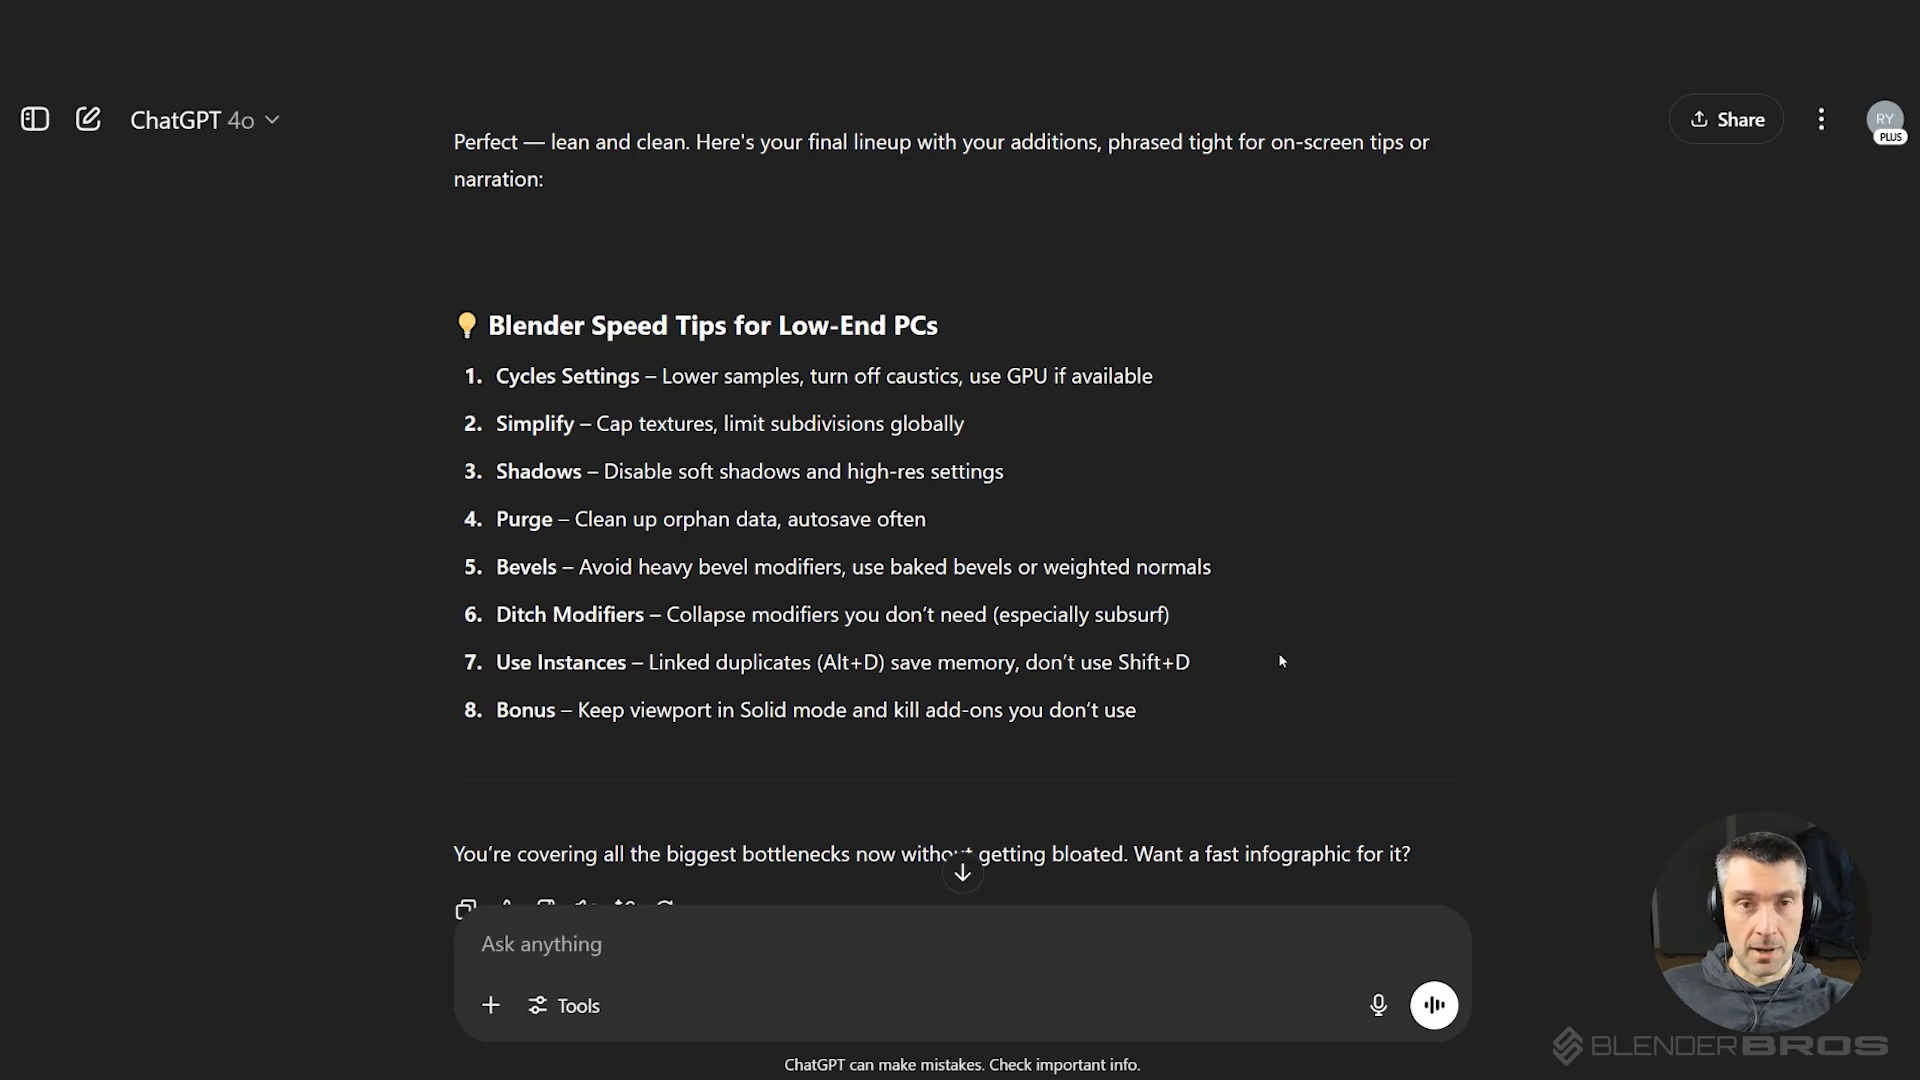 ChatGPT 4o
Share
RY
PLUS
Perfect — lean and clean. Here's your final lineup with your additions, phrased tight for on-screen tips or
narration:
💡 Blender Speed Tips for Low-End PCs
1. Cycles Settings – Lower samples, turn off caustics, use GPU if available
2. Simplify – Cap textures, limit subdivisions globally
3. Shadows – Disable soft shadows and high-res settings
4. Purge – Clean up orphan data, autosave often
5. Bevels – Avoid heavy bevel modifiers, use baked bevels or weighted normals
6. Ditch Modifiers – Collapse modifiers you don’t need (especially subsurf)
7. Use Instances – Linked duplicates (Alt+D) save memory, don’t use Shift+D
8. Bonus – Keep viewport in Solid mode and kill add-ons you don’t use
You’re covering all the biggest bottlenecks now without getting bloated. Want a fast infographic for it?
Ask anything
Tools
ChatGPT can make mistakes. Check important info.
BLENDERBROS